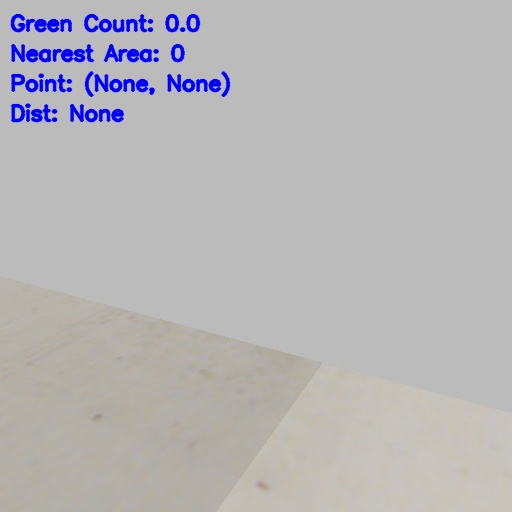 Green Count: 0.0
Nearest Area: 0
Point: (None, None)
Dist: None